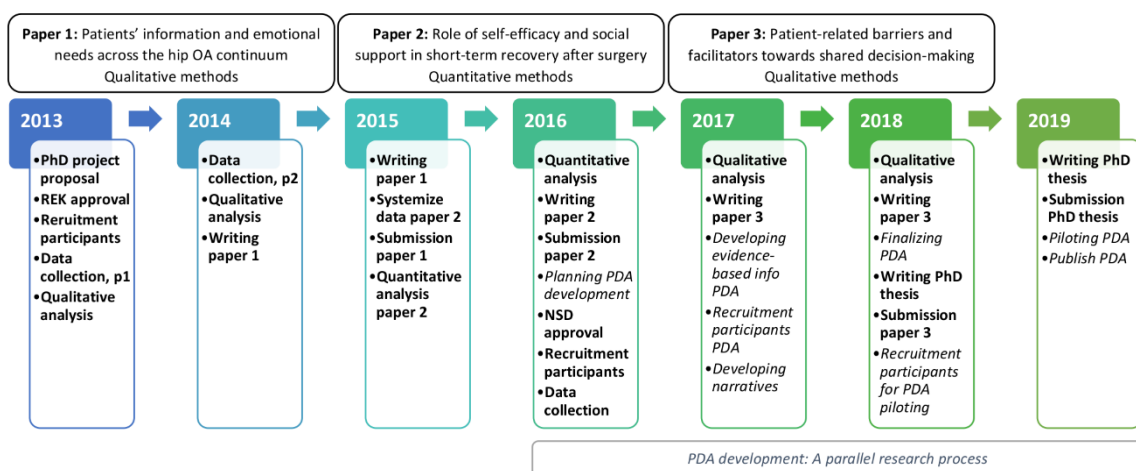 Paper 1: Patients' information and emotional
needs across the hip OA continuum
Qualitative methods
Paper 2: Role of self-efficacy and social
support in short-term recovery after surgery
Quantitative methods
Paper 3: Patient-related barriers and
facilitators towards shared decision-making
Qualitative methods
2013
•PhD project
proposal
•REK approval
•Reruitment
participants
•Data
collection, p1
•Qualitative
analysis
2014
•Data
collection, p2
•Qualitative
analysis
•Writing
paper 1
2015
•Writing
paper 1
•Systemize
data paper 2
•Submission
paper 1
•Quantitative
analysis
paper 2
2016
•Quantitative
analysis
•Writing
paper 2
•Submission
paper 2
•Planning PDA
development
•NSD
approval
•Recruitment
participants
•Data
collection
2017
•Qualitative
analysis
•Writing
paper 3
•Developing
evidence-
based info
PDA
•Recruitment
participants
PDA
•Developing
narratives
2018
•Qualitative
analysis
•Writing
paper 3
•Finalizing
PDA
•Writing PhD
thesis
•Submission
paper 3
•Recruitment
participants
for PDA
piloting
2019
•Writing PhD
thesis
•Submission
PhD thesis
•Piloting PDA
•Publish PDA
PDA development: A parallel research process